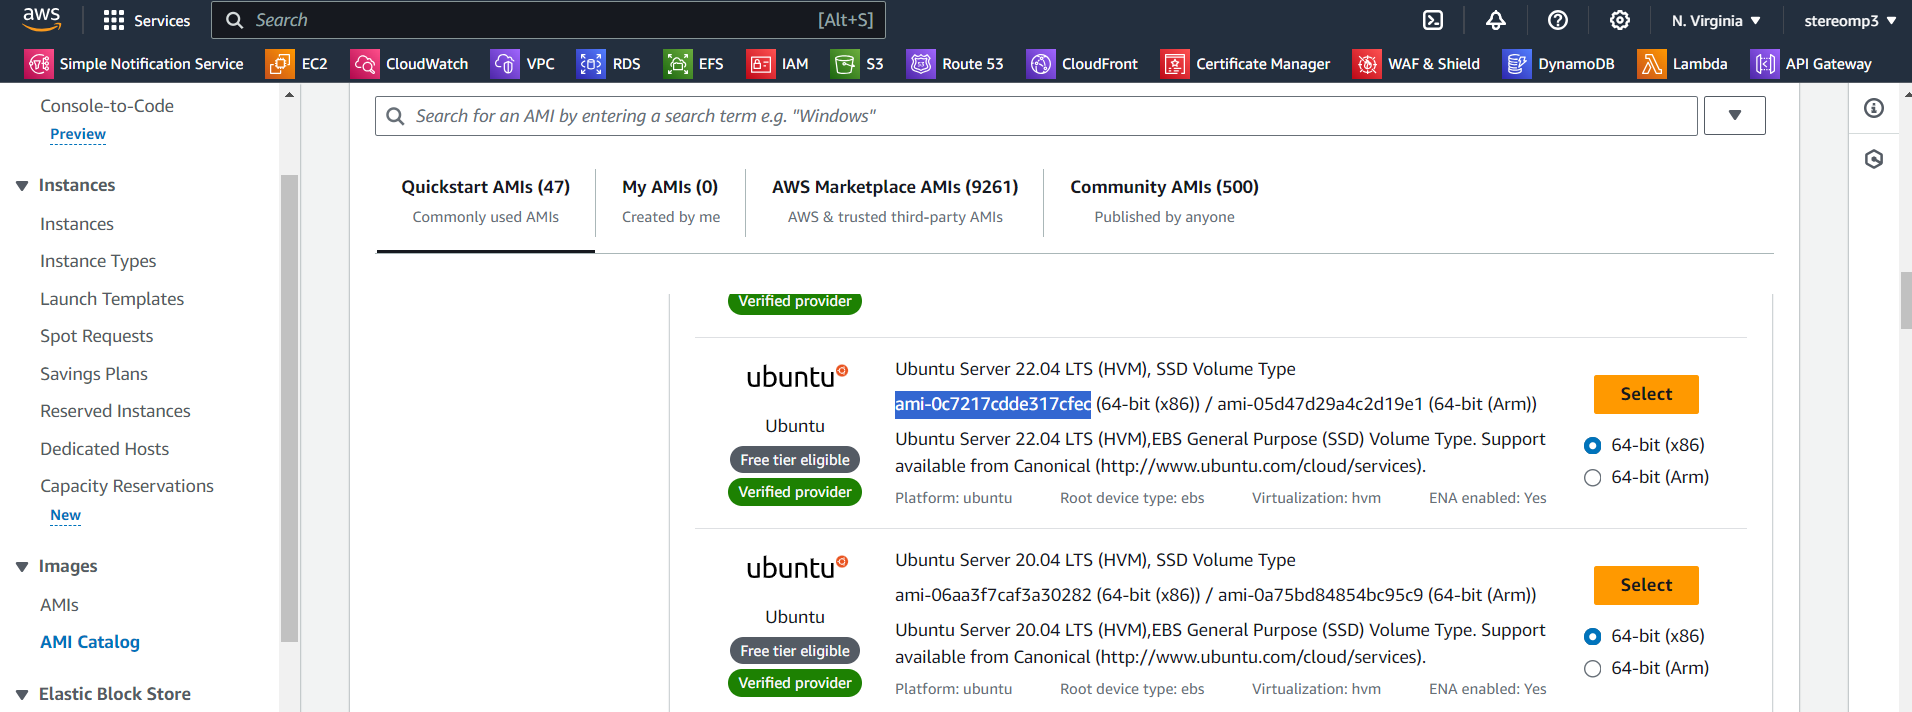 aws
Services
Search
[Alt+S]
N. Virginia
stereomp3
Simple Notification Service
EC2
CloudWatch
VPC
RDS
EFS
IAM
S3
Route 53
CloudFront
Certificate Manager
WAF & Shield
DynamoDB
Lambda
API Gateway
Console-to-Code
Preview
Instances
Instances
Instance Types
Launch Templates
Spot Requests
Savings Plans
Reserved Instances
Dedicated Hosts
Capacity Reservations
New
Images
AMIs
AMI Catalog
Elastic Block Store
Search for an AMI by entering a search term e.g. "Windows"
Quickstart AMIs (47)
Commonly used AMIs
My AMIs (0)
Created by me
AWS Marketplace AMIs (9261)
AWS & trusted third-party AMIs
Community AMIs (500)
Published by anyone
Verified provider
ubuntu
Ubuntu
Free tier eligible
Verified provider
Ubuntu Server 22.04 LTS (HVM), SSD Volume Type
ami-0c7217cdde317cfec (64-bit (x86)) / ami-05d47d29a4c2d19e1 (64-bit (Arm))
Ubuntu Server 22.04 LTS (HVM),EBS General Purpose (SSD) Volume Type. Support
available from Canonical (http://www.ubuntu.com/cloud/services).
Platform: ubuntu
Root device type: ebs
Virtualization: hvm
ENA enabled: Yes
Select
64-bit (x86)
64-bit (Arm)
ubuntu
Ubuntu
Free tier eligible
Verified provider
Ubuntu Server 20.04 LTS (HVM), SSD Volume Type
ami-06aa3f7caf3a30282 (64-bit (x86)) / ami-0a75bd84854bc95c9 (64-bit (Arm))
Ubuntu Server 20.04 LTS (HVM),EBS General Purpose (SSD) Volume Type. Support
available from Canonical (http://www.ubuntu.com/cloud/services).
Platform: ubuntu
Root device type: ebs
Virtualization: hvm
ENA enabled: Yes
Select
64-bit (x86)
64-bit (Arm)